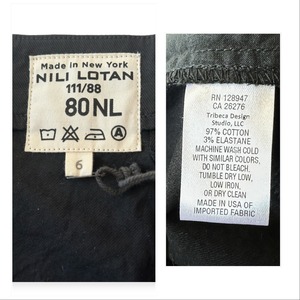 Made in New York
NILI LOTAN
111/88
80NL
A
6
RN 128947
CA 26276
Tribeca Design
Studio, LLC
97% COTTON
3% ELASTANE
MACHINE WASH COLD
WITH SIMILAR COLORS,
DO NOT BLEACH,
TUMBLE DRY LOW,
LOW IRON,
OR DRY CLEAN
MADE IN USA OF
IMPORTED FABRIC